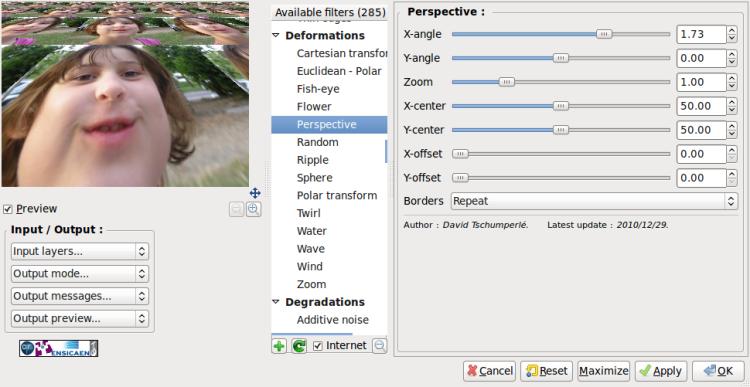 Preview
Input / Output :
Input layers...
Output mode...
Output messages...
Output preview...
ENSICAEN
Available filters (285)
Deformations
Cartesian transfor
Euclidean - Polar
Fish-eye
Flower
Perspective
Random
Ripple
Sphere
Polar transform
Twirl
Water
Wave
Wind
Zoom
Degradations
Additive noise
Internet
Perspective :
X-angle 1.73
Y-angle 0.00
Zoom 1.00
X-center 50.00
Y-center 50.00
X-offset 0.00
Y-offset 0.00
Borders Repeat
Author : David Tschumperlé. Latest update : 2010/12/29.
Cancel Reset Maximize Apply OK